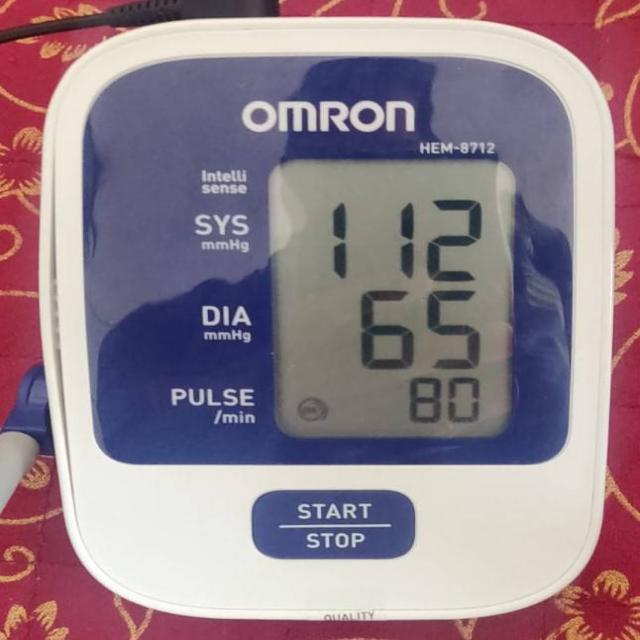 OMRON
HEM-8712
Intelli
sense
SYS
mmHg
112
DIA
mmHg
65
PULSE
/min
80
START
STOP
QUALITY